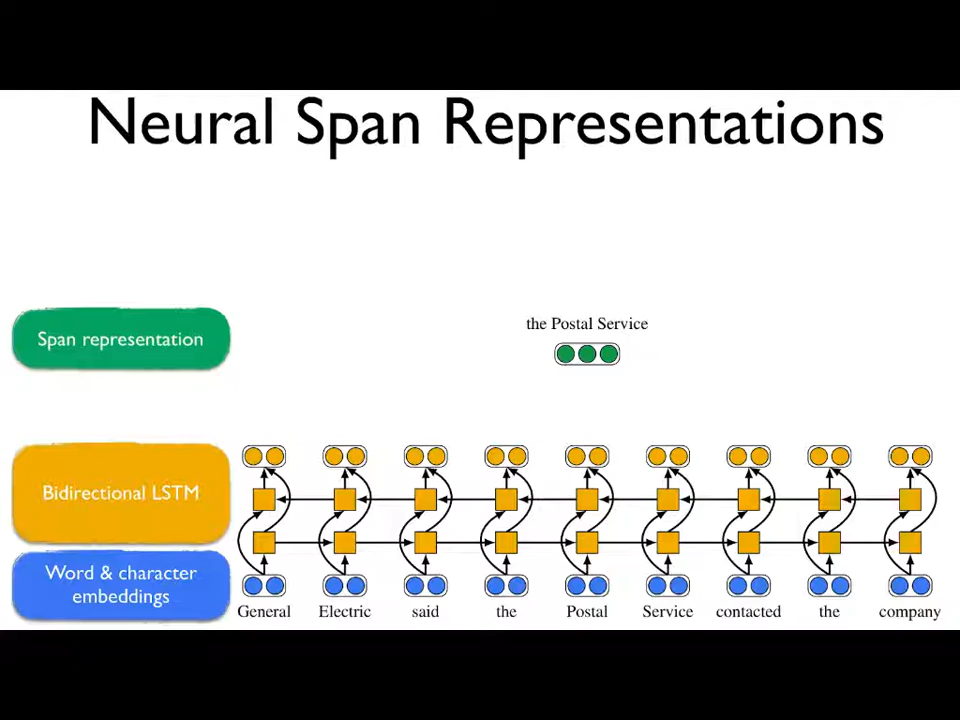 Neural Span Representations
the Postal Service
Span representation
Bidirectional LSTM
Word & character
embeddings
General Electric said the Postal Service contacted the company